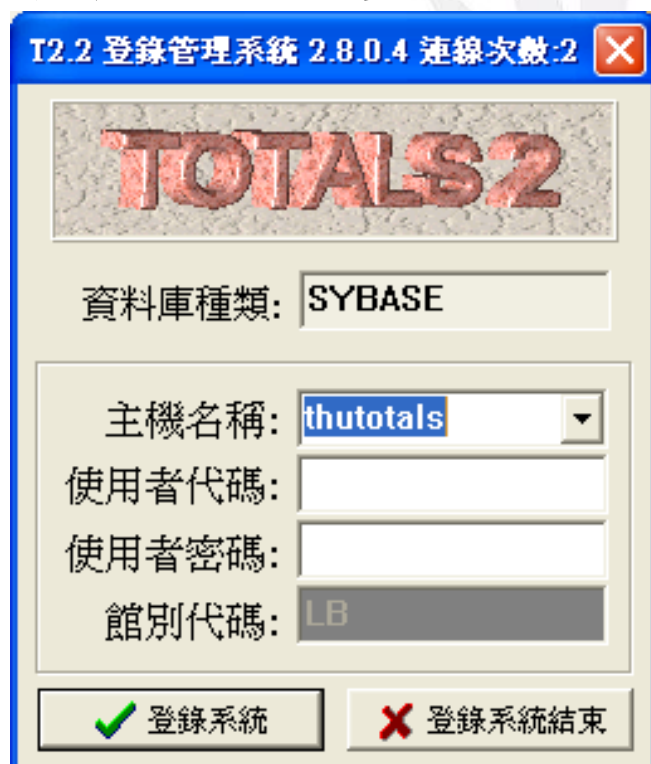 T2.2 登錄管理系統 2.8.0.4 連線次數:2
TOTALS2
資料庫種類: SYBASE
主機名稱: thutotals
使用者代碼:
使用者密碼:
館別代碼: LB
登錄系統 登錄系統結束